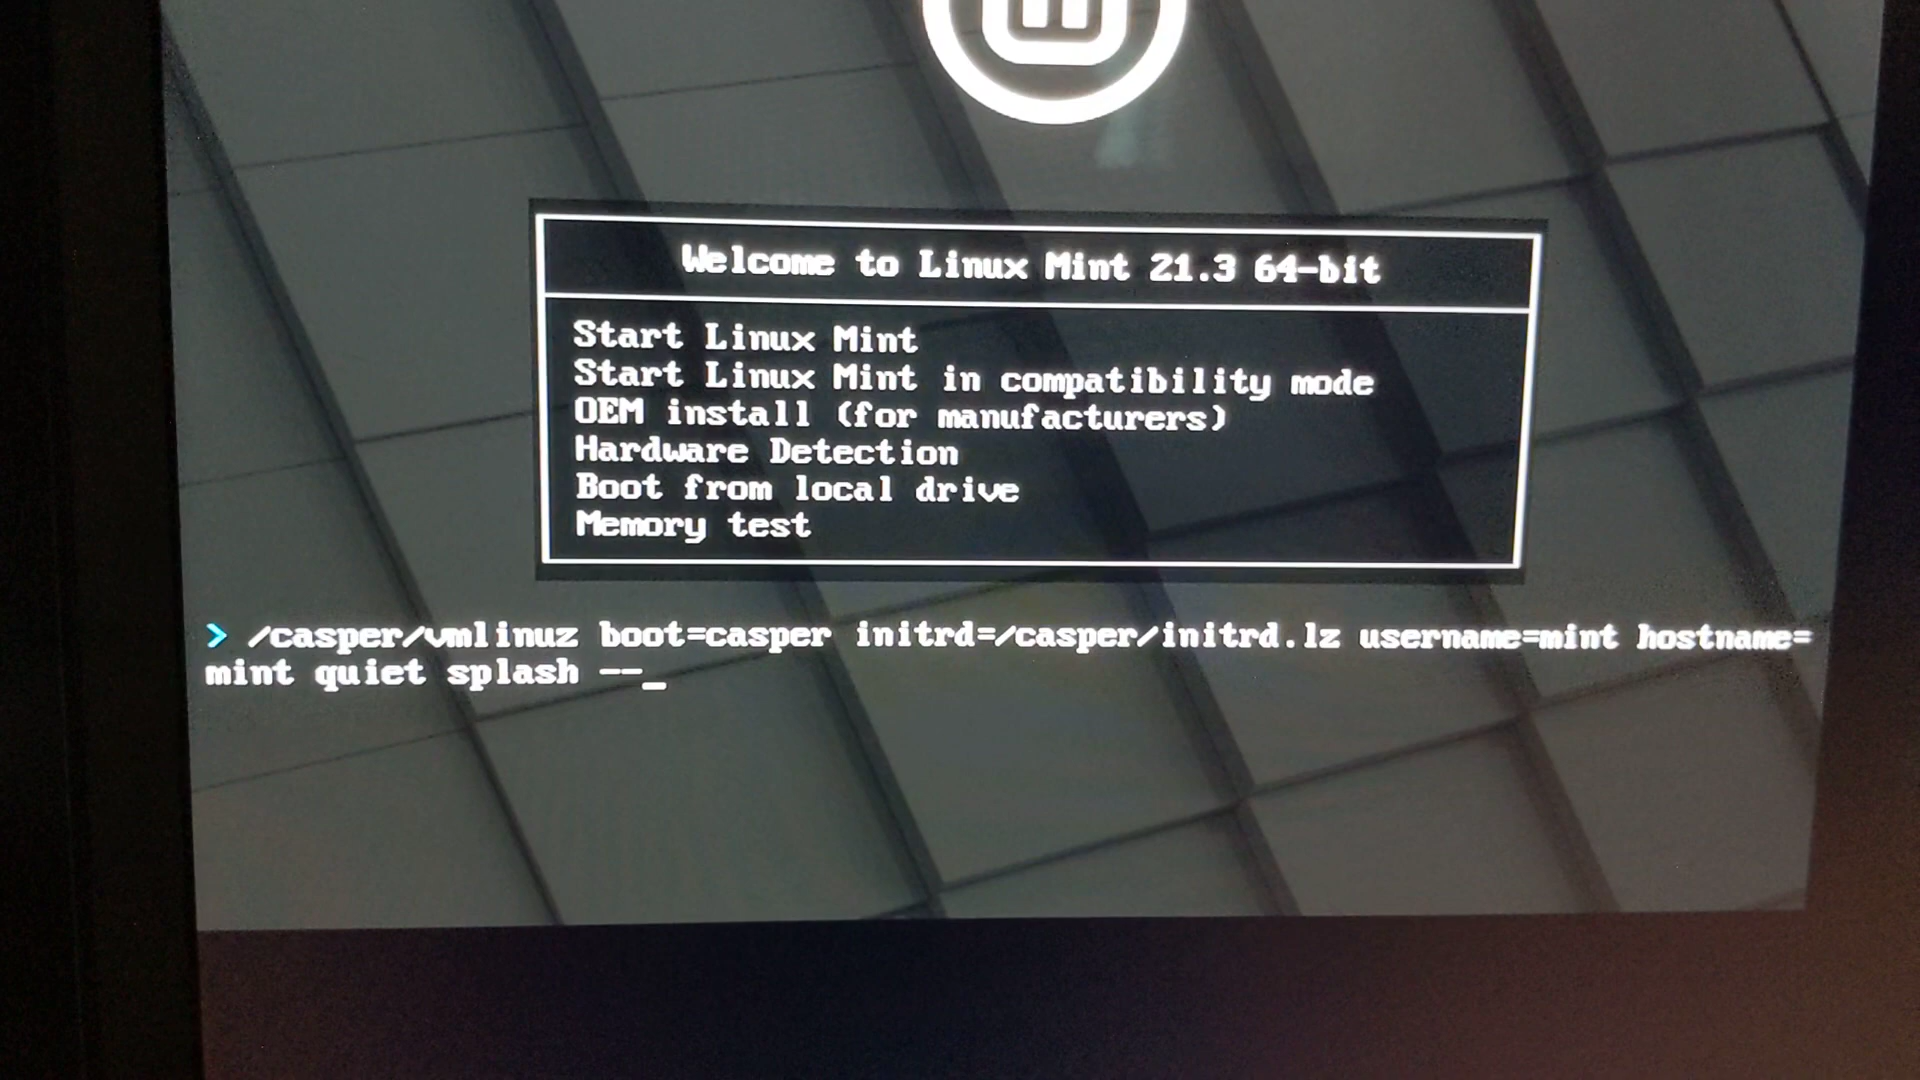 Welcome to Linux Mint 21.3 64-bit
Start Linux Mint
Start Linux Mint in compatibility mode
OEM install (for manufacturers)
Hardware Detection
Boot from local drive
Memory test
> /casper/vmlinuz boot=casper initrd=/casper/initrd.lz username=mint hostname=
mint quiet splash --_